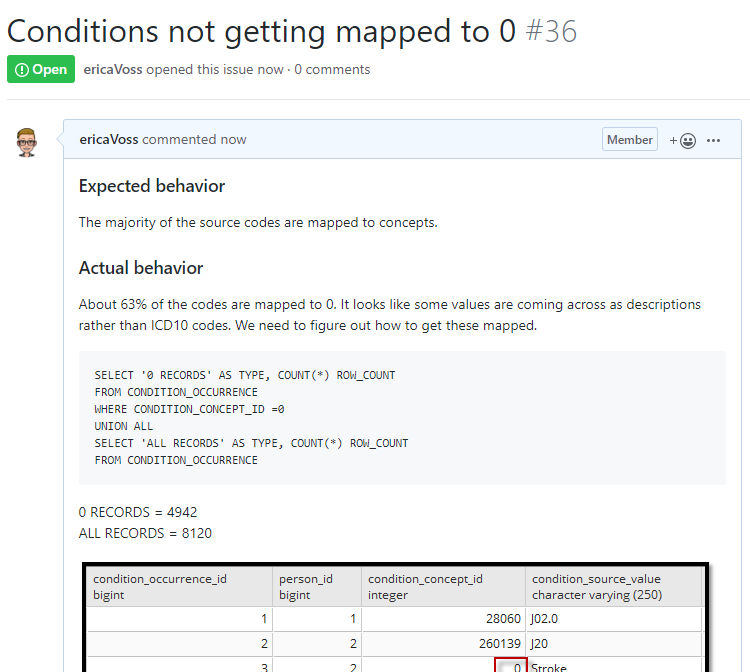 Conditions not getting mapped to 0 #36
Open ericaVoss opened this issue now · 0 comments
ericaVoss commented now Member + ...
Expected behavior
The majority of the source codes are mapped to concepts.
Actual behavior
About 63% of the codes are mapped to 0. It looks like some values are coming across as descriptions
rather than ICD10 codes. We need to figure out how to get these mapped.
SELECT '0 RECORDS' AS TYPE, COUNT(*) ROW_COUNT
FROM CONDITION_OCCURRENCE
WHERE CONDITION_CONCEPT_ID =0
UNION ALL
SELECT 'ALL RECORDS' AS TYPE, COUNT(*) ROW_COUNT
FROM CONDITION_OCCURRENCE
0 RECORDS = 4942
ALL RECORDS = 8120
condition_occurrence_id person_id condition_concept_id condition_source_value
bigint bigint integer character varying (250)
1 1 28060 J02.0
2 2 260139 J20
3 2 0 Stroke